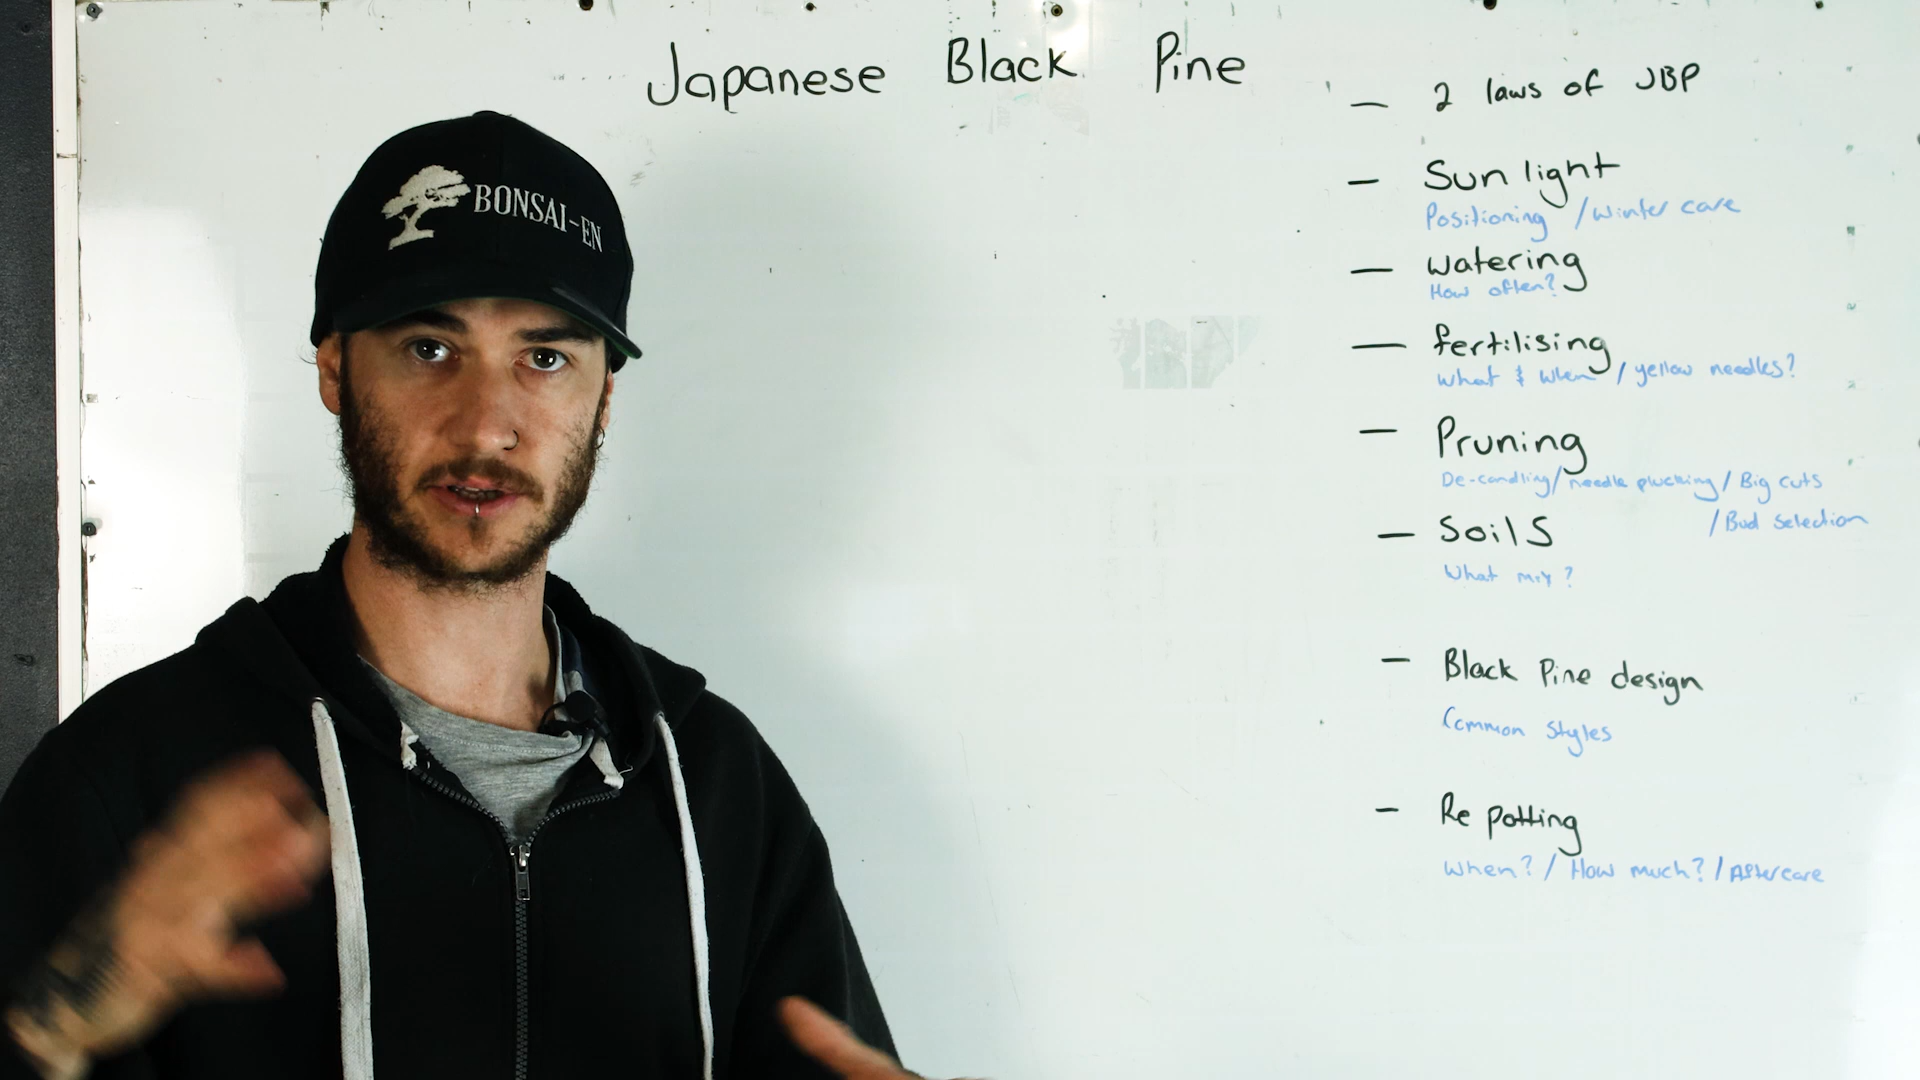 BONSAI-EN
Japanese Black Pine
— 2 laws of JBP
— Sun light
Positioning / Winter care
— Watering
How often?
— fertilising
What & When / yellow needles?
— Pruning
De-candling / needle plucking / Big cuts
/ Bud Selection
— Soils
What mix?
— Black Pine design
Common Styles
— Re potting
When? / How much? / Aftercare